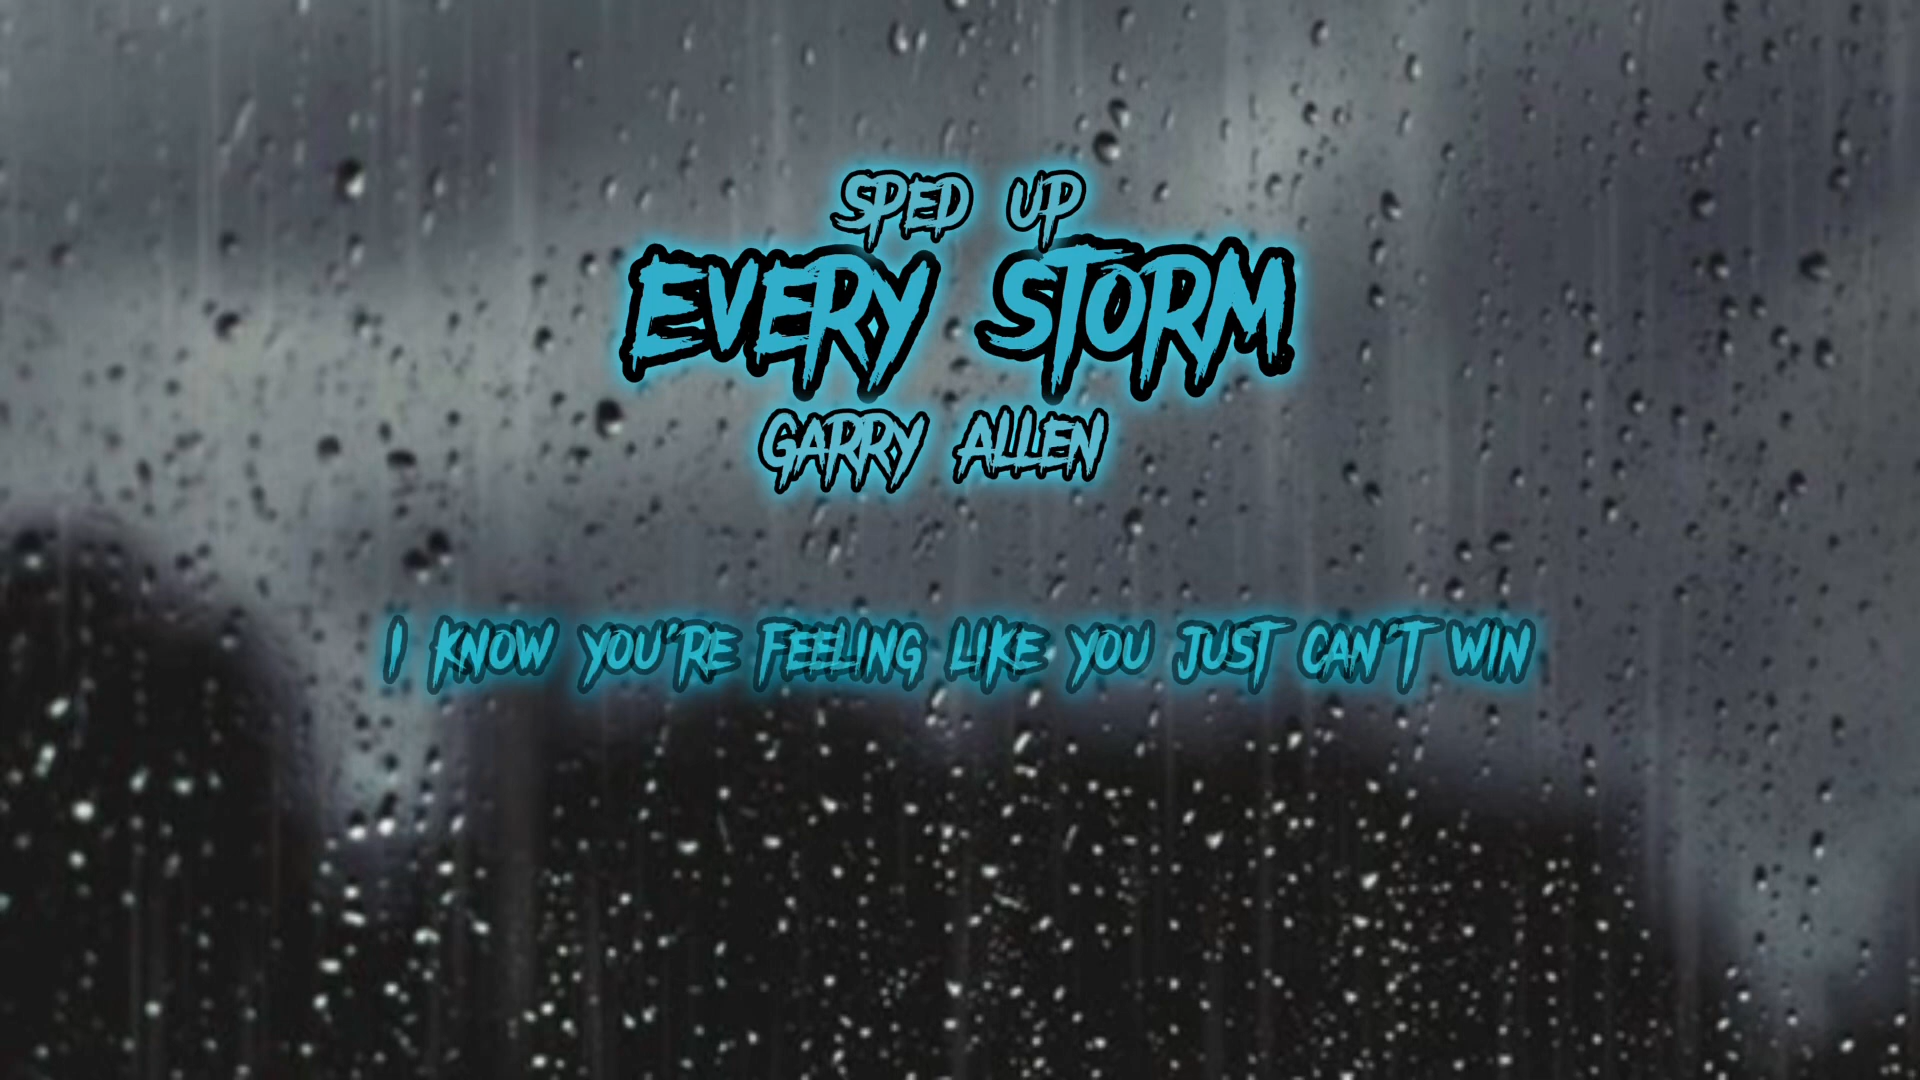 SPED UP
EVERY STORM
GARRY ALLEN
I KNOW YOU'RE FEELING LIKE YOU JUST CAN'T WIN